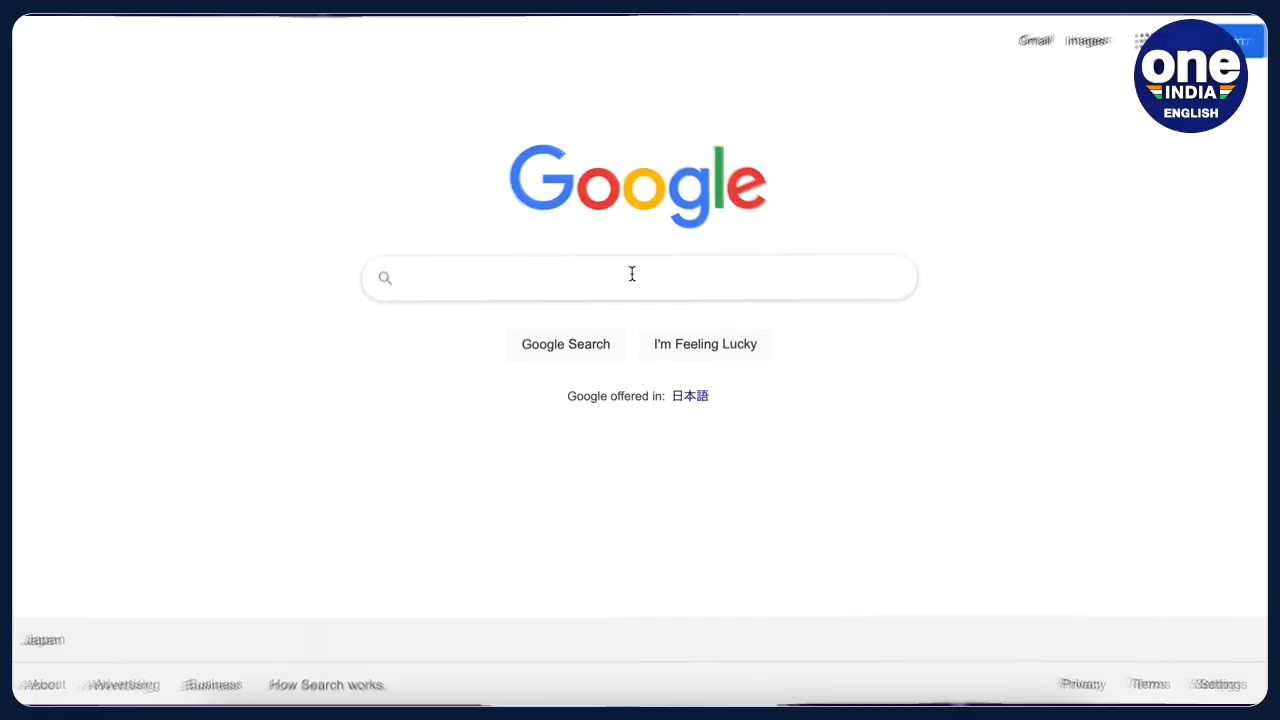 Gmail Images
one
INDIA
ENGLISH
Google
Google Search I'm Feeling Lucky
Google offered in: 日本語
Japan
About Advertising Business How Search works Privacy Terms Settings